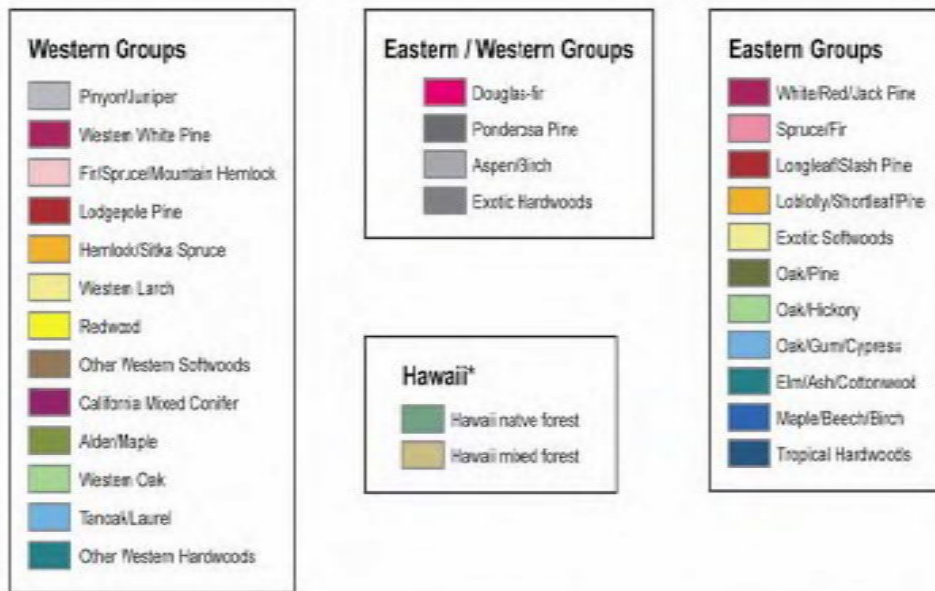 Western Groups
Pinyon/Juniper
Western White Pine
Fir/Spruce/Mountain Hemlock
Lodgepole Pine
Hemlock/Sitka Spruce
Western Larch
Redwood
Other Western Softwoods
California Mixed Conifer
Alder/Maple
Western Oak
Tanoak/Laurel
Other Western Hardwoods
Eastern / Western Groups
Douglas-fir
Ponderosa Pine
Aspen/Birch
Exotic Hardwoods
Hawaii*
Hawaii native forest
Hawaii mixed forest
Eastern Groups
White/Red/Jack Pine
Spruce/Fir
Longleaf/Slash Pine
Loblolly/Shortleaf Pine
Exotic Softwoods
Oak/Pine
Oak/Hickory
Oak/Gum/Cypress
Elm/Ash/Cottonwood
Maple/Beech/Birch
Tropical Hardwoods